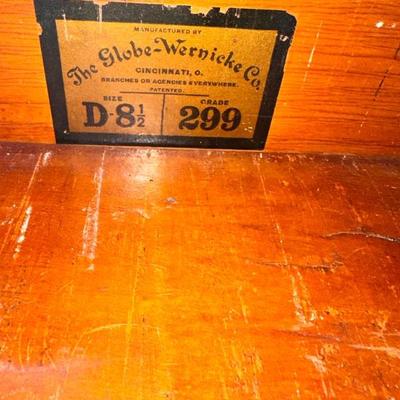 MANUFACTURED BY
The Globe-Wernicke Co.
CINCINNATI, O.
BRANCHES OR AGENCIES EVERYWHERE.
PATENTED.
SIZE GRADE
D-8½ 299